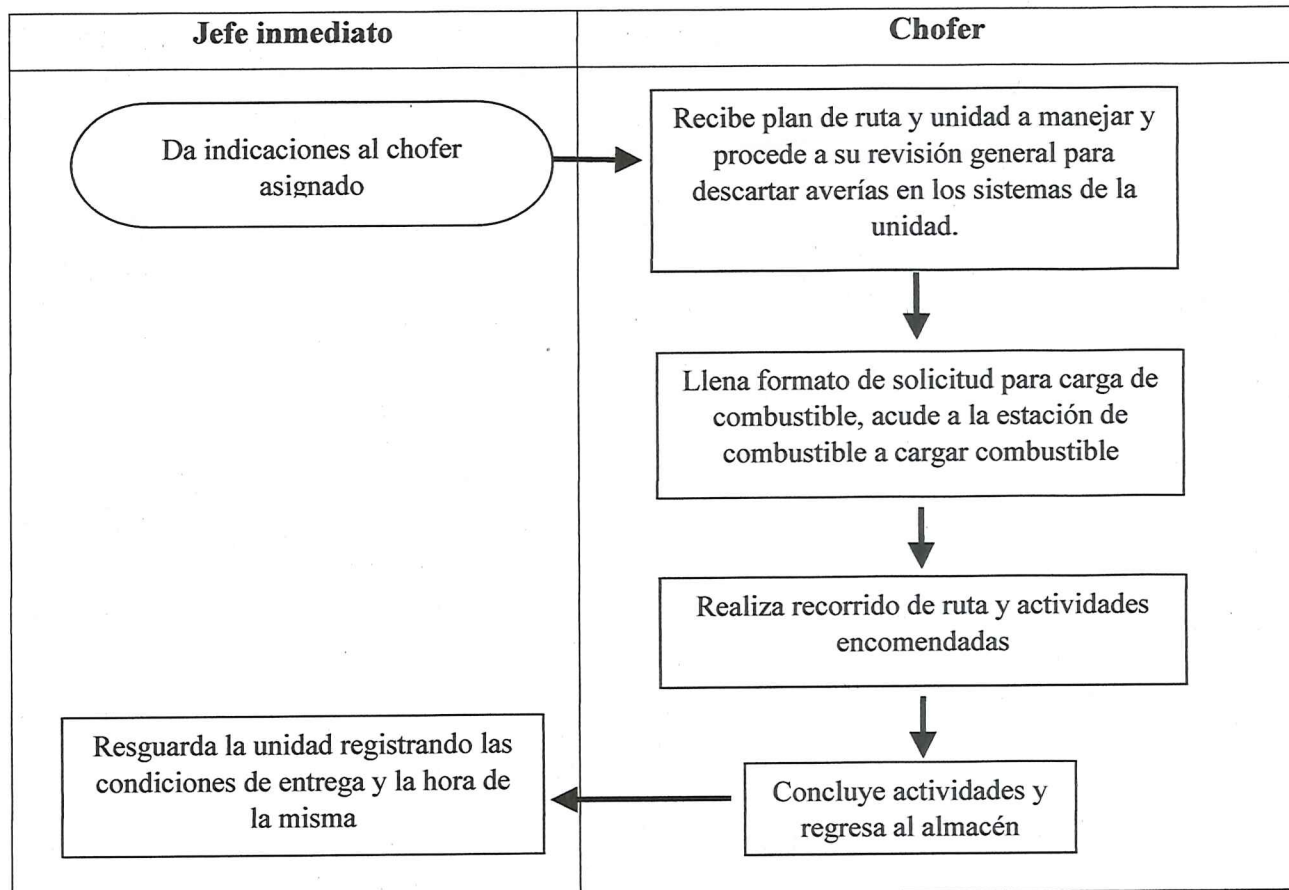 Jefe inmediato
Chofer
Da indicaciones al chofer
asignado
Recibe plan de ruta y unidad a manejar y
procede a su revisión general para
descartar averías en los sistemas de la
unidad.
Llena formato de solicitud para carga de
combustible, acude a la estación de
combustible a cargar combustible
Realiza recorrido de ruta y actividades
encomendadas
Concluye actividades y
regresa al almacén
Resguarda la unidad registrando las
condiciones de entrega y la hora de
la misma